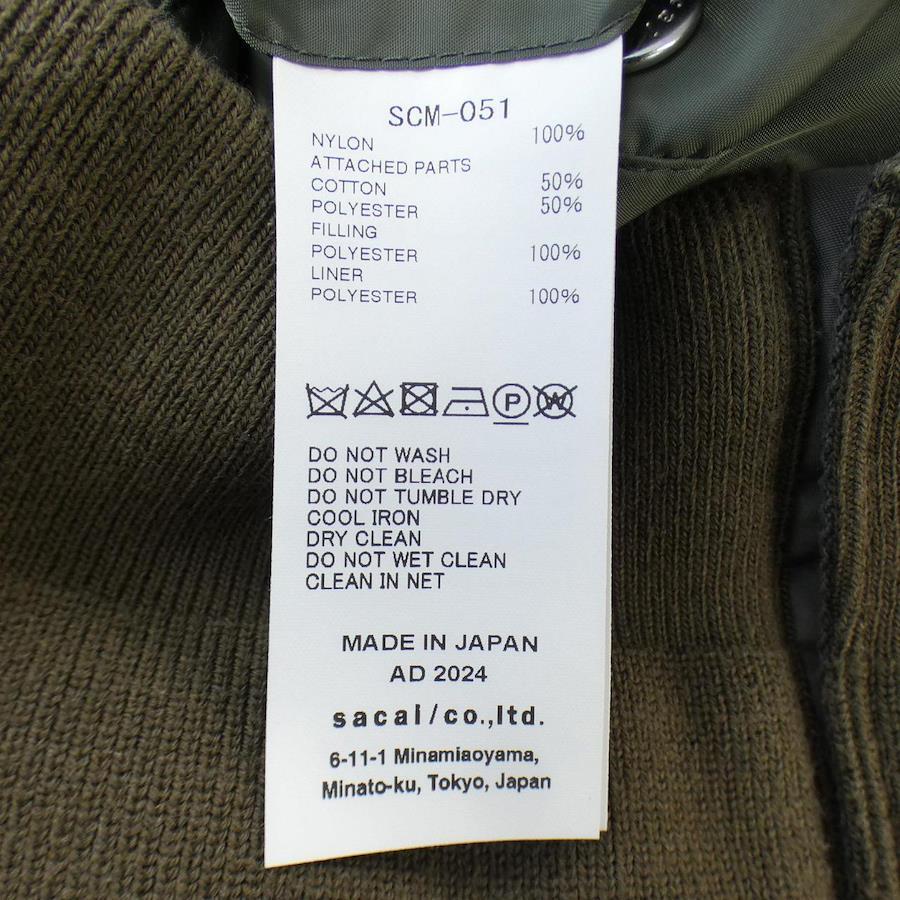 SCM-051
NYLON 100%
ATTACHED PARTS
COTTON 50%
POLYESTER 50%
FILLING
POLYESTER 100%
LINER
POLYESTER 100%
P W
DO NOT WASH
DO NOT BLEACH
DO NOT TUMBLE DRY
COOL IRON
DRY CLEAN
DO NOT WET CLEAN
CLEAN IN NET
MADE IN JAPAN
AD 2024
sacai/co.,ltd.
6-11-1 Minamiaoyama,
Minato-ku, Tokyo, Japan